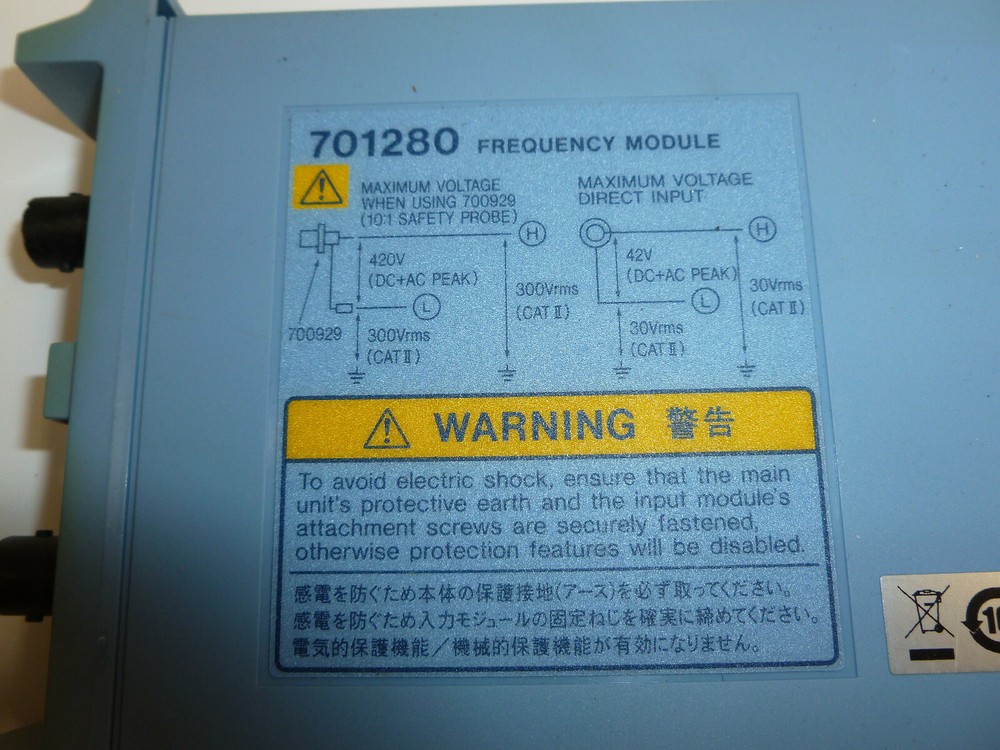 701280 FREQUENCY MODULE
MAXIMUM VOLTAGE
WHEN USING 700929
(10:1 SAFETY PROBE)
H
420V
(DC+AC PEAK)
300Vrms
(CAT II)
L
700929
300Vrms
(CAT II)
MAXIMUM VOLTAGE
DIRECT INPUT
H
42V
(DC+AC PEAK)
30Vrms
(CAT II)
L
30Vrms
(CAT II)
WARNING 警告
To avoid electric shock, ensure that the main
unit's protective earth and the input module's
attachment screws are securely fastened,
otherwise protection features will be disabled.
感電を防ぐため本体の保護接地(アース)を必ず取ってください。
感電を防ぐため入力モジュールの固定ねじを確実に締めてください。
電気的保護機能/機械的保護機能が有効になりません。